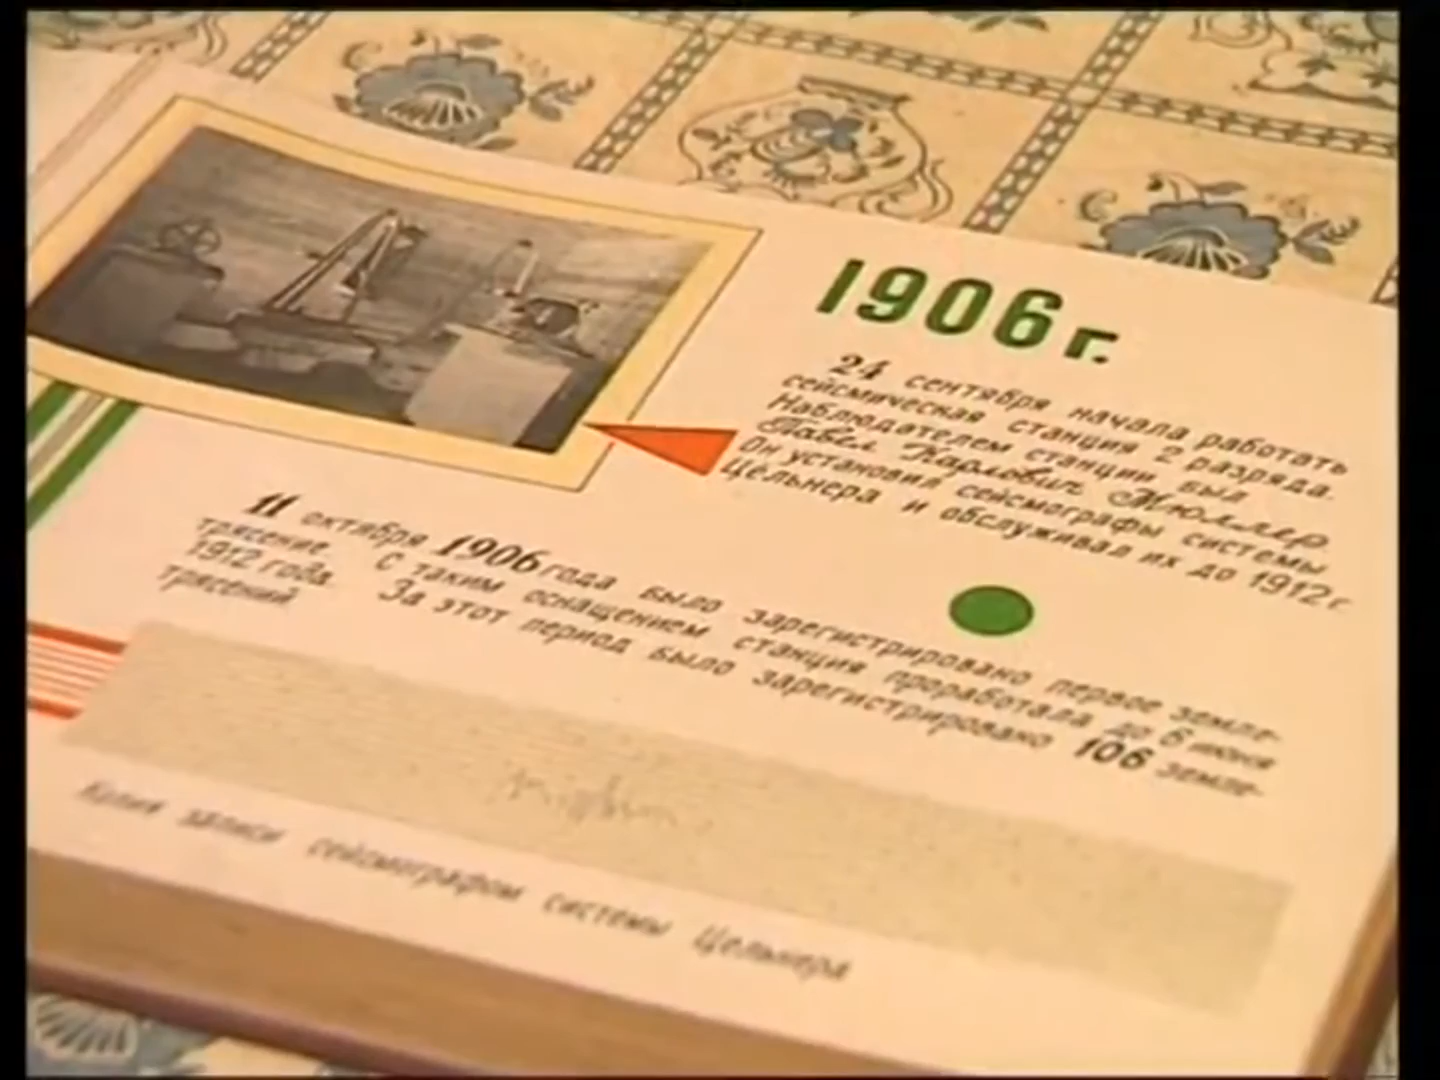 1906 г.
24 сентября начала работать
сейсмическая станция 2 разряда.
Наблюдателем станции был
Павел Карлович Мюллер.
Он установил сейсмографы системы
Цельнера и обслуживал их до 1912 г.
11 октября 1906 года было зарегистрировано первое земле-
трясение. С таким оснащением станция проработала до 6 июня
1912 года. За этот период было зарегистрировано 106 земле-
трясений
Копия записи сейсмографом системы Цельнера